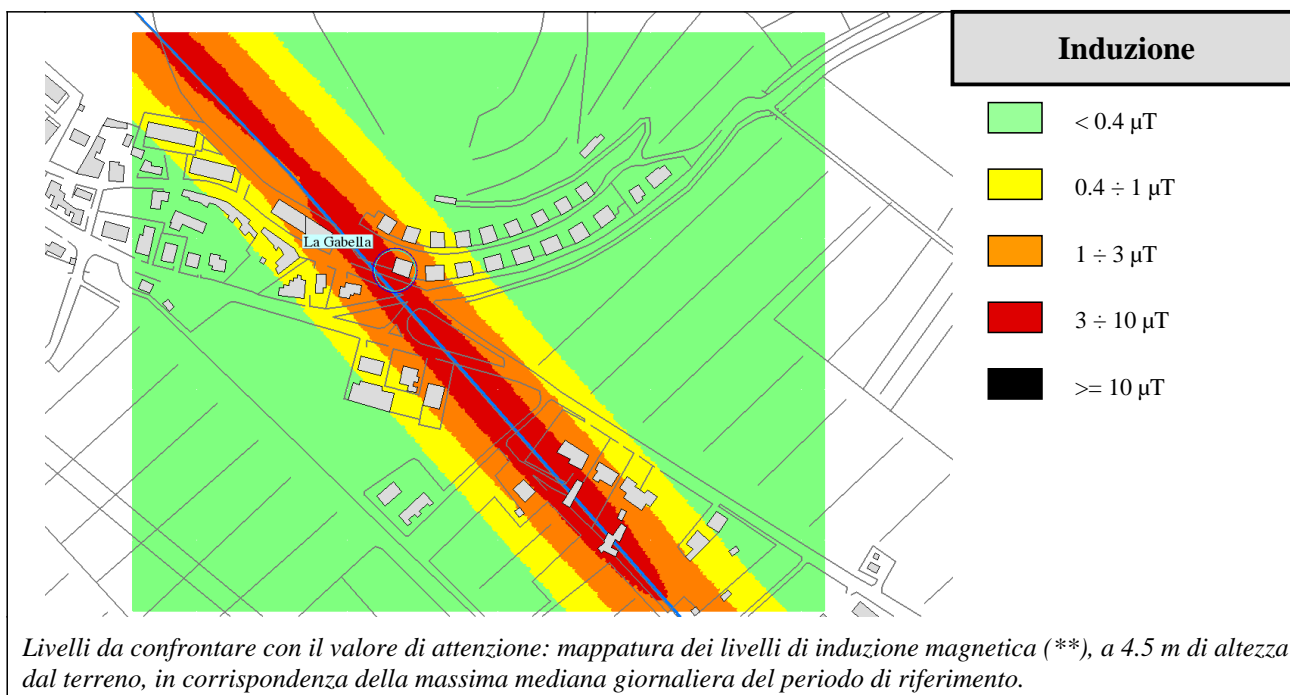 Induzione
< 0.4 µT
0.4 ÷ 1 µT
1 ÷ 3 µT
3 ÷ 10 µT
>= 10 µT
La Gabella
Livelli da confrontare con il valore di attenzione: mappatura dei livelli di induzione magnetica (**), a 4.5 m di altezza
dal terreno, in corrispondenza della massima mediana giornaliera del periodo di riferimento.